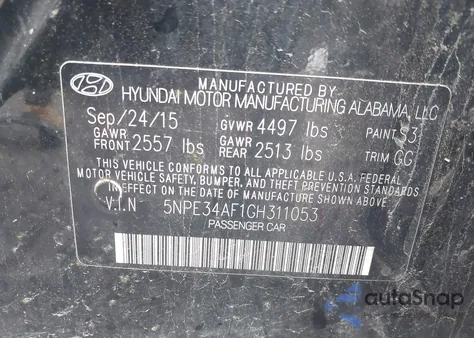 MANUFACTURED BY
HYUNDAI MOTOR MANUFACTURING ALABAMA, LLC
Sep/24/15 GVWR 4497 lbs PAINT S3
GAWR FRONT 2557 lbs GAWR REAR 2513 lbs TRIM GG
THIS VEHICLE CONFORMS TO ALL APPLICABLE U.S. FEDERAL
MOTOR VEHICLE SAFETY, BUMPER, AND THEFT PREVENTION STANDARDS
IN EFFECT ON THE DATE OF MANUFACTURE SHOWN ABOVE.
V.I.N 5NPE34AF1GH311053
PASSENGER CAR
autoSnap